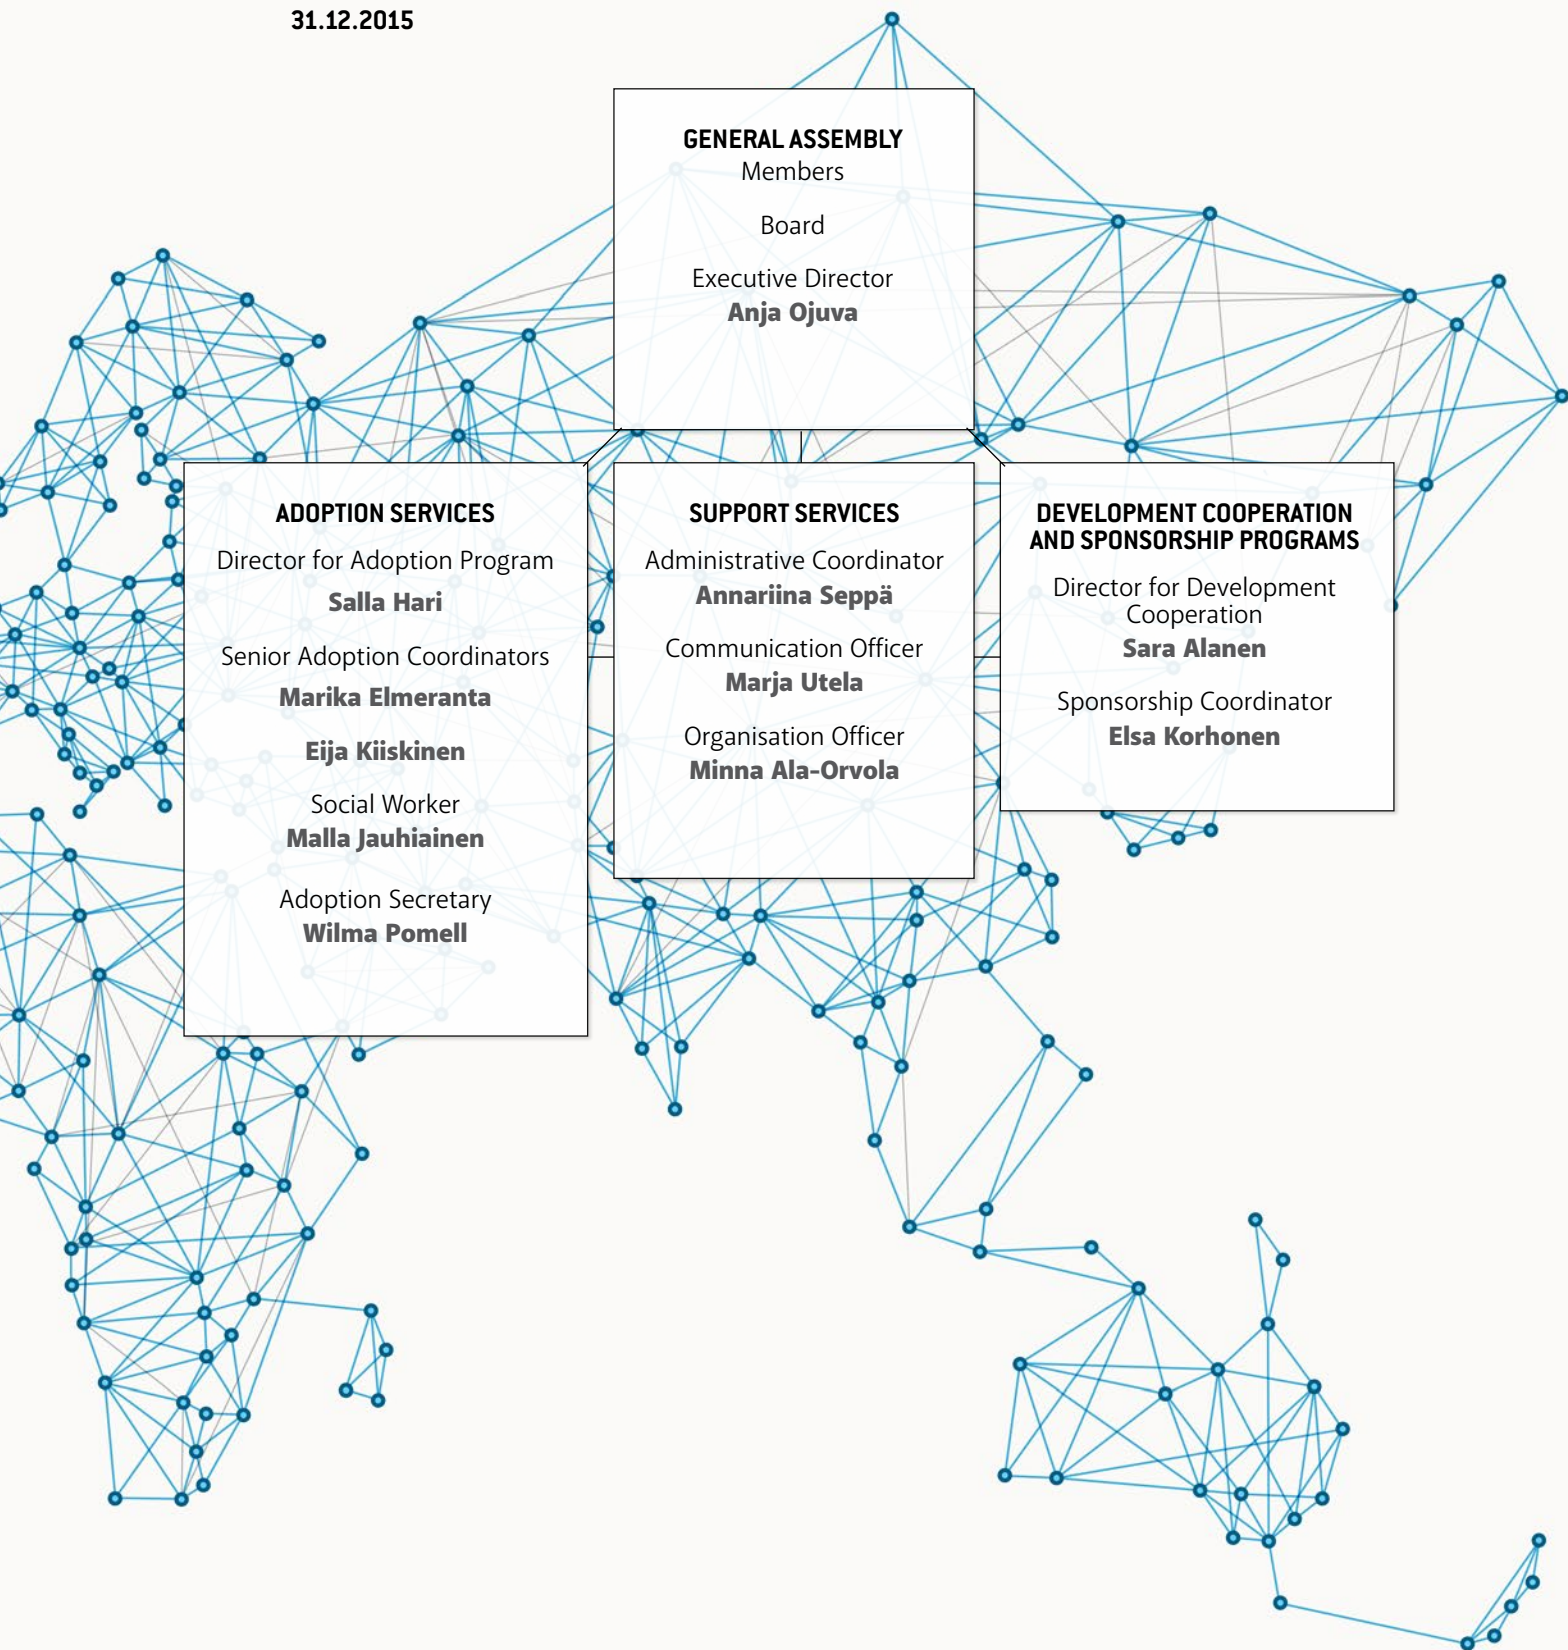 31.12.2015
GENERAL ASSEMBLY
Members
Board
Executive Director
Anja Ojuva
ADOPTION SERVICES
Director for Adoption Program
Salla Hari
Senior Adoption Coordinators
Marika Elmeranta
Eija Kiiskinen
Social Worker
Malla Jauhiainen
Adoption Secretary
Wilma Pomell
SUPPORT SERVICES
Administrative Coordinator
Annariina Seppä
Communication Officer
Marja Utela
Organisation Officer
Minna Ala-Orvola
DEVELOPMENT COOPERATION
AND SPONSORSHIP PROGRAMS
Director for Development
Cooperation
Sara Alanen
Sponsorship Coordinator
Elsa Korhonen